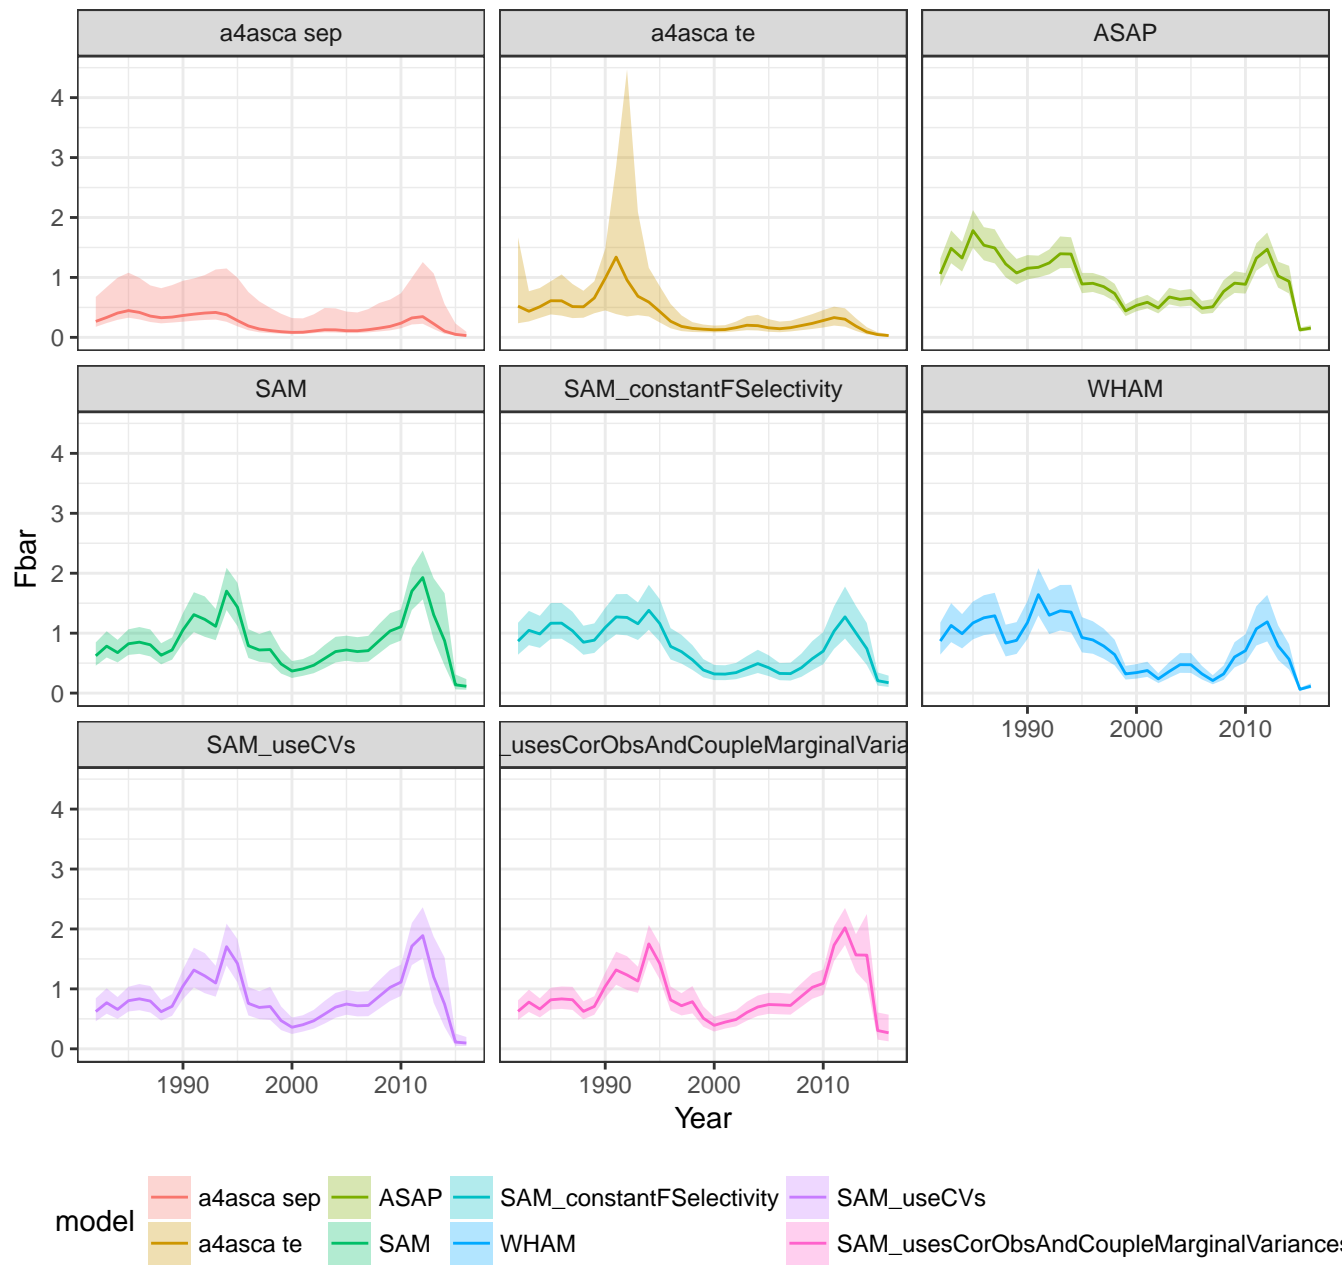 a4asca sep a4asca te ASAP
4
3
2
1
0
SAM SAM_constantFSelectivity WHAM
4
3
2
1
0
1990 2000 2010
SAM_useCVs _usesCorObsAndCoupleMarginalVaria
4
3
2
1
0
1990 2000 2010 1990 2000 2010
Fbar
Year
model
a4asca sep ASAP SAM_constantFSelectivity SAM_useCVs
a4asca te SAM WHAM SAM_usesCorObsAndCoupleMarginalVariances